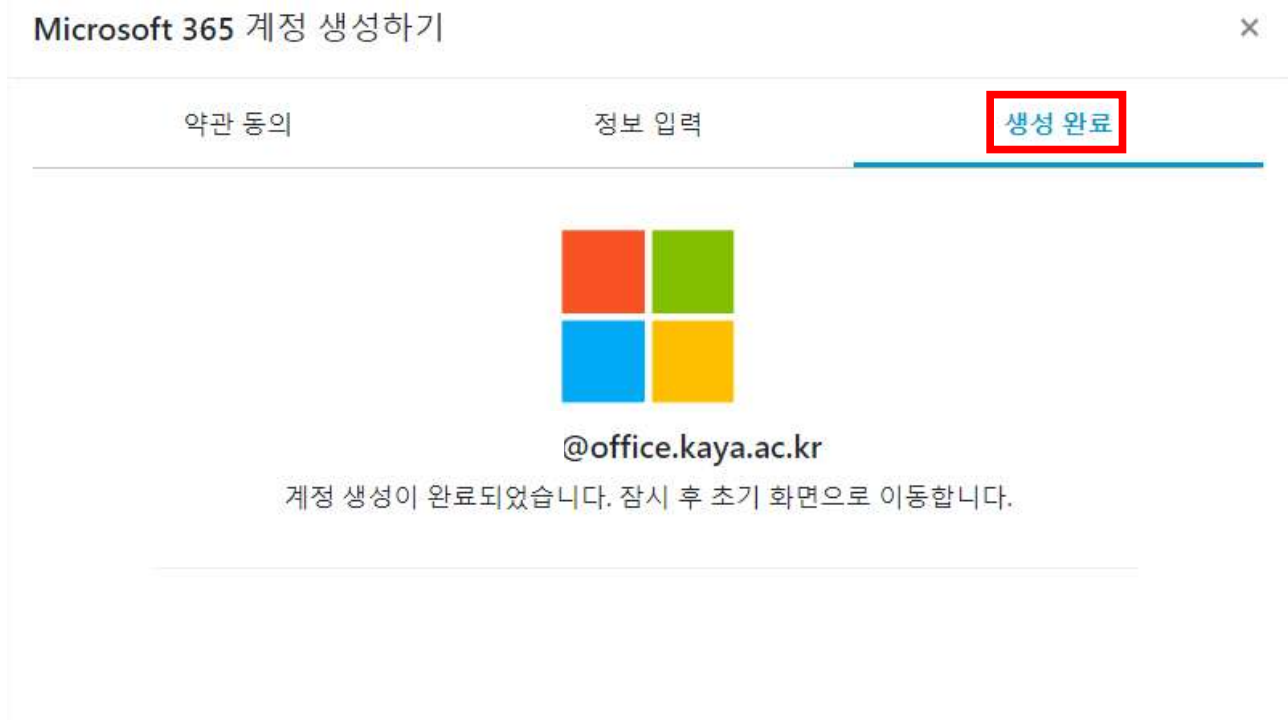 Microsoft 365 계정 생성하기 ×
약관 동의 정보 입력 생성 완료
@office.kaya.ac.kr
계정 생성이 완료되었습니다. 잠시 후 초기 화면으로 이동합니다.